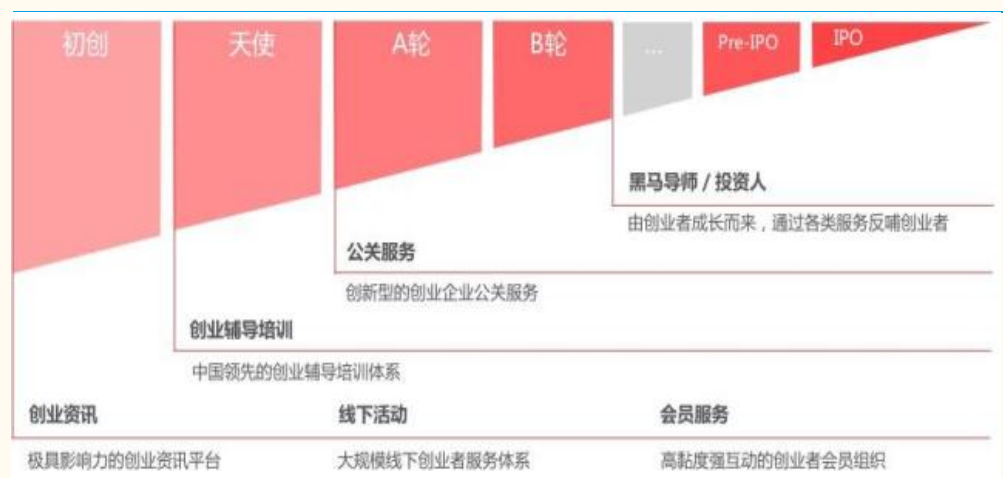 初创 天使 A轮 B轮 ... Pre-IPO IPO
黑马导师 / 投资人
由创业者成长而来，通过各类服务反哺创业者
公关服务
创新型的创业企业公关服务
创业辅导培训
中国领先的创业辅导培训体系
创业资讯 线下活动 会员服务
极具影响力的创业资讯平台 大规模线下创业者服务体系 高黏度强互动的创业者会员组织